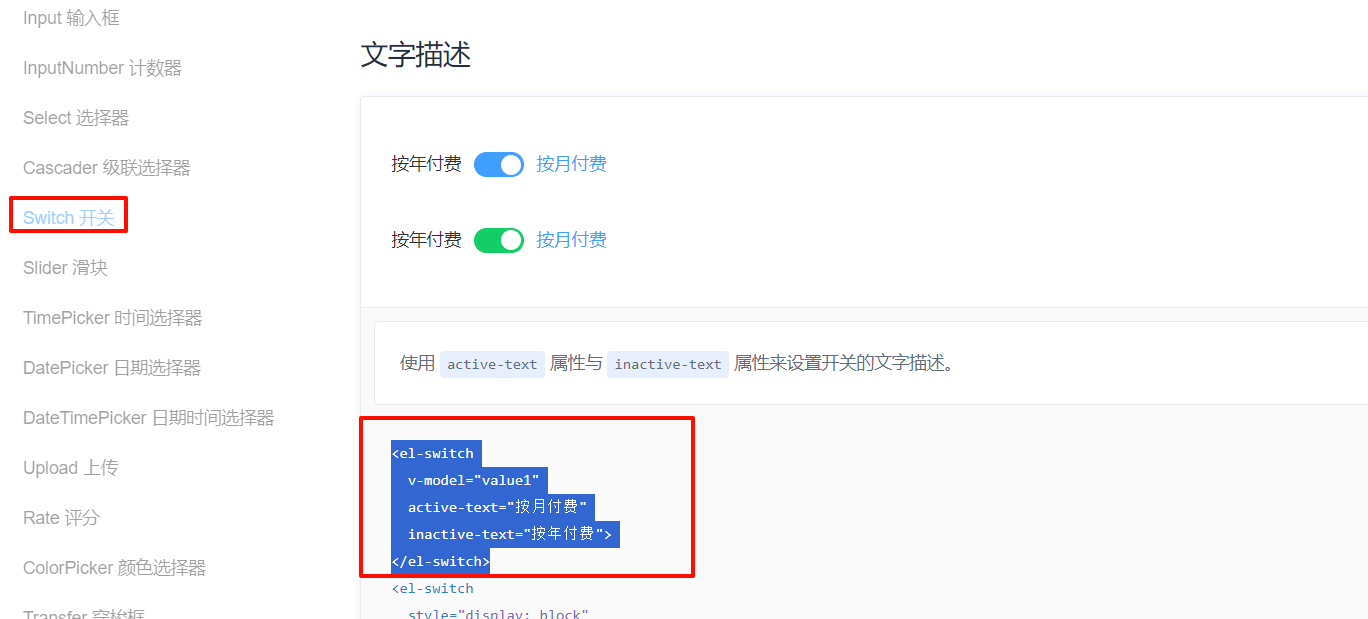 Input 输入框
InputNumber 计数器
Select 选择器
Cascader 级联选择器
Switch 开关
Slider 滑块
TimePicker 时间选择器
DatePicker 日期选择器
DateTimePicker 日期时间选择器
Upload 上传
Rate 评分
ColorPicker 颜色选择器
Transfer 穿梭框
文字描述
按年付费 按月付费
按年付费 按月付费
使用 active-text 属性与 inactive-text 属性来设置开关的文字描述。
<el-switch
v-model="value1"
active-text="按月付费"
inactive-text="按年付费">
</el-switch>
<el-switch
style="display: block"